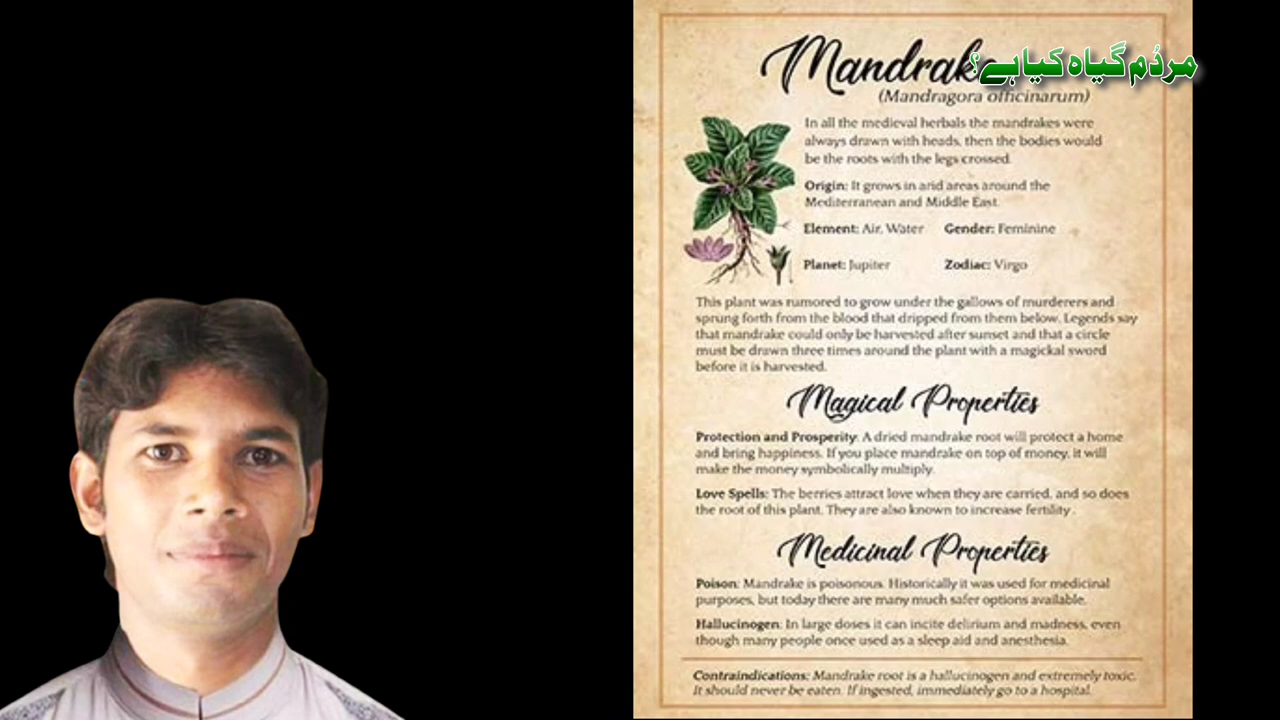 Mandrake
مردُم گیاہ کیا ہے؟
(Mandragora officinarum)
In all the medieval herbals the mandrakes were
always drawn with heads, then the bodies would
be the roots with the legs crossed.
Origin: It grows in arid areas around the
Mediterranean and Middle East.
Element: Air, Water Gender: Feminine
Planet: Jupiter Zodiac: Virgo
This plant was rumored to grow under the gallows of murderers and
sprung forth from the blood that dripped from them below. Legends say
that mandrake could only be harvested after sunset and that a circle
must be drawn three times around the plant with a magickal sword
before it is harvested.
Magical Properties
Protection and Prosperity: A dried mandrake root will protect a home
and bring happiness. If you place mandrake on top of money, it will
make the money symbolically multiply.
Love Spells: The berries attract love when they are carried, and so does
the root of this plant. They are also known to increase fertility.
Medicinal Properties
Poison: Mandrake is poisonous. Historically it was used for medicinal
purposes, but today there are many much safer options available.
Hallucinogen: In large doses it can incite delirium and madness, even
though many people once used as a sleep aid and anesthesia.
Contraindications: Mandrake root is a hallucinogen and extremely toxic.
It should never be eaten. If ingested, immediately go to a hospital.